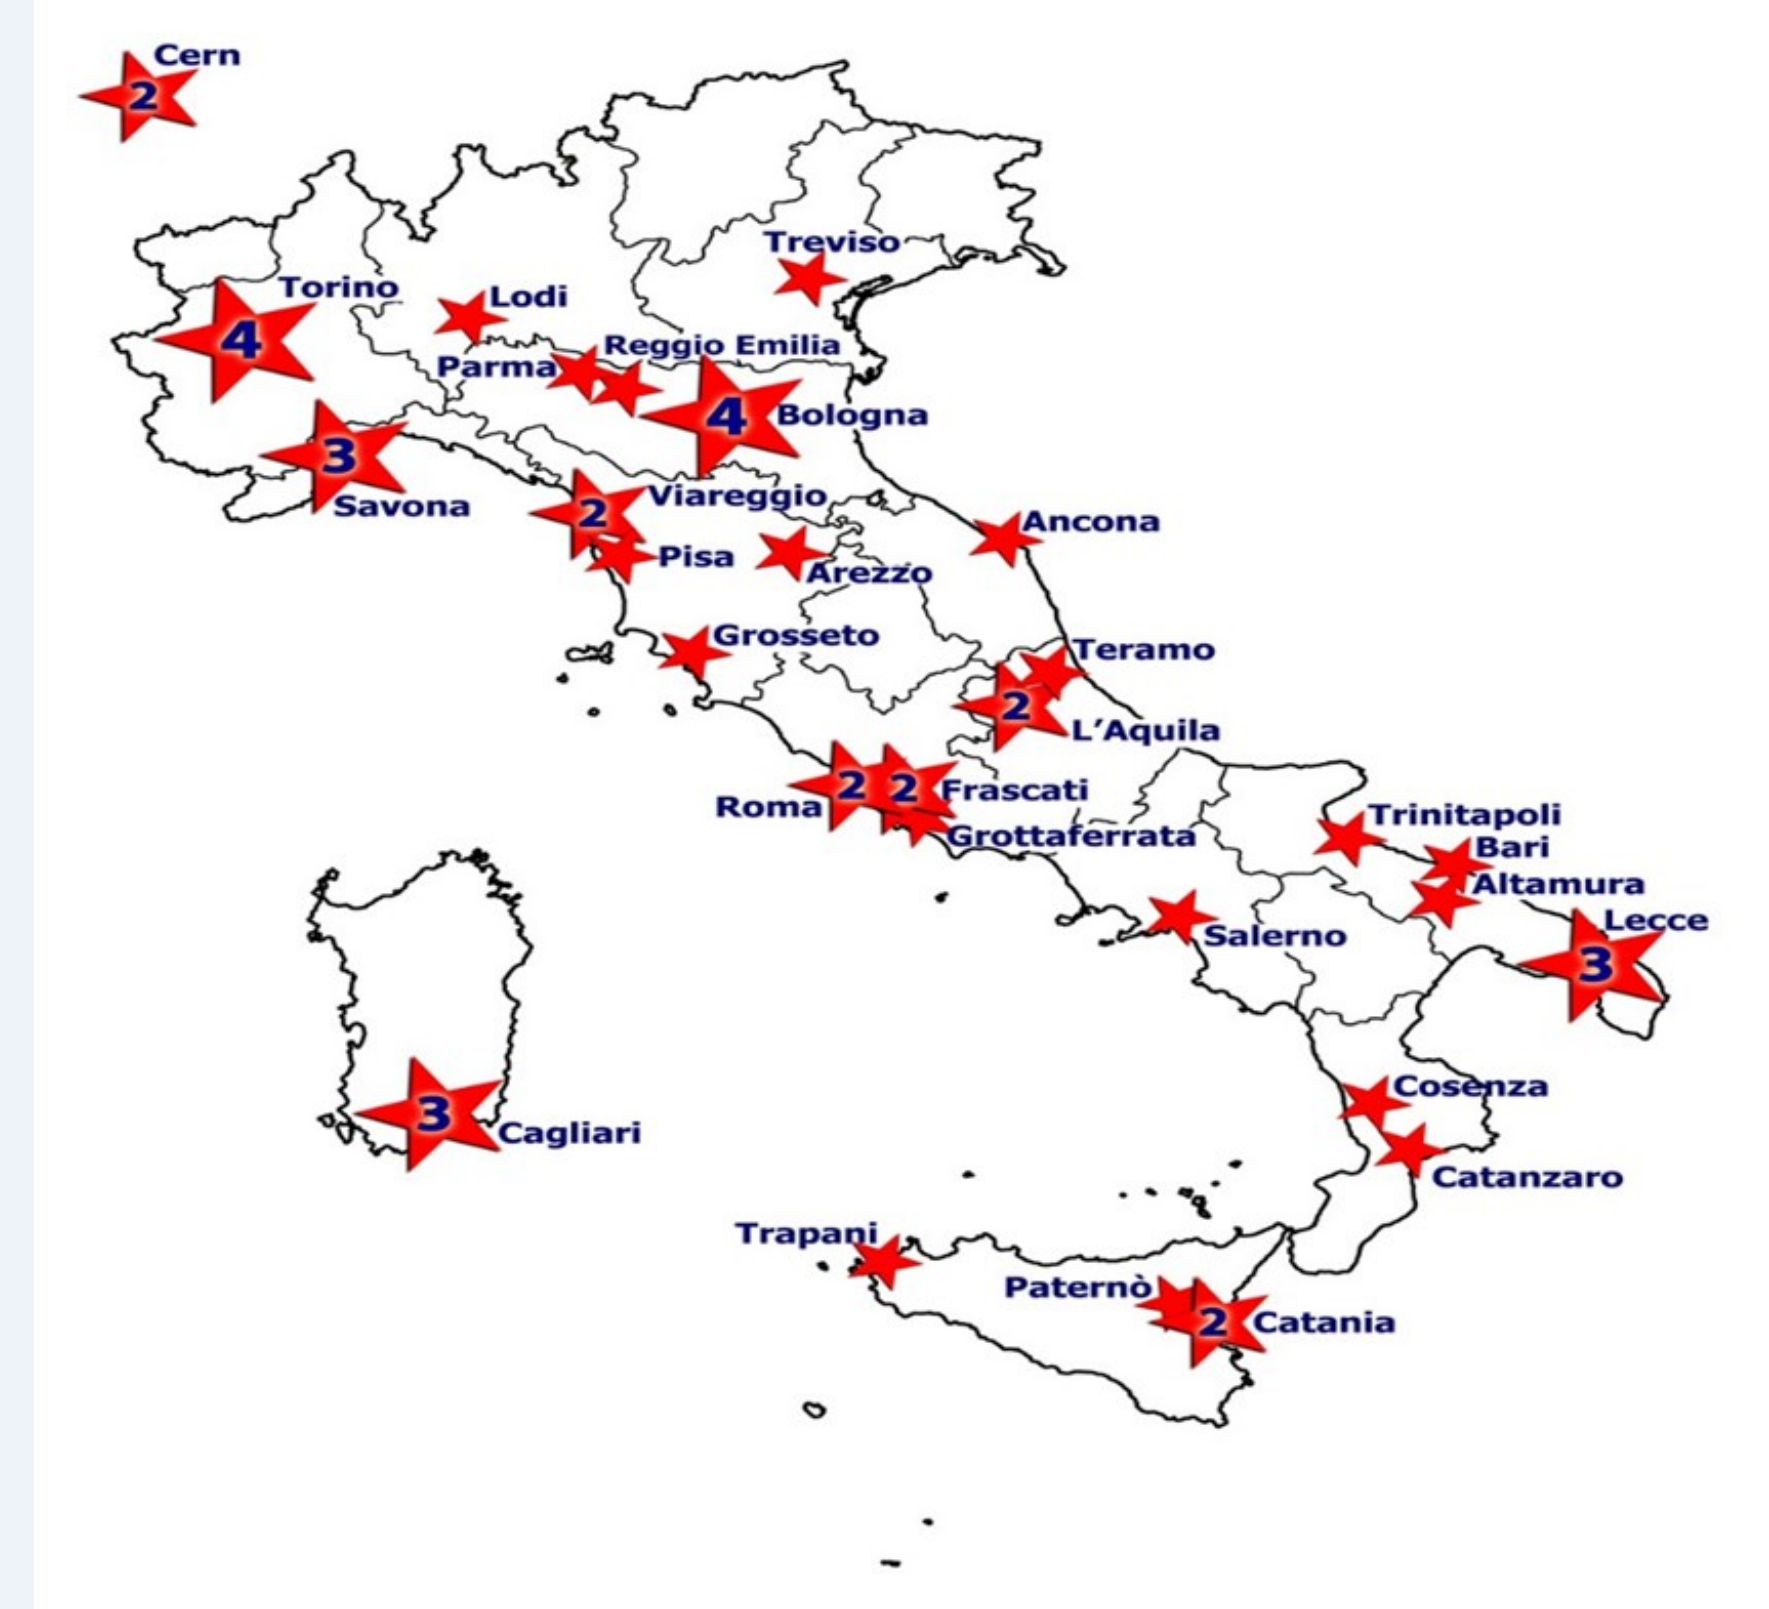 Cern
2
Treviso
Torino
Lodi
4
Reggio Emilia
Parma
4
Bologna
3
Savona
Viareggio
2
Ancona
Pisa
Arezzo
Grosseto
Teramo
2
L'Aquila
2
2
Frascati
Roma
Grottaferrata
Trinitapoli
Bari
Altamura
Lecce
Salerno
3
Cosenza
3
Cagliari
Catanzaro
Trapani
Paternò
2
Catania